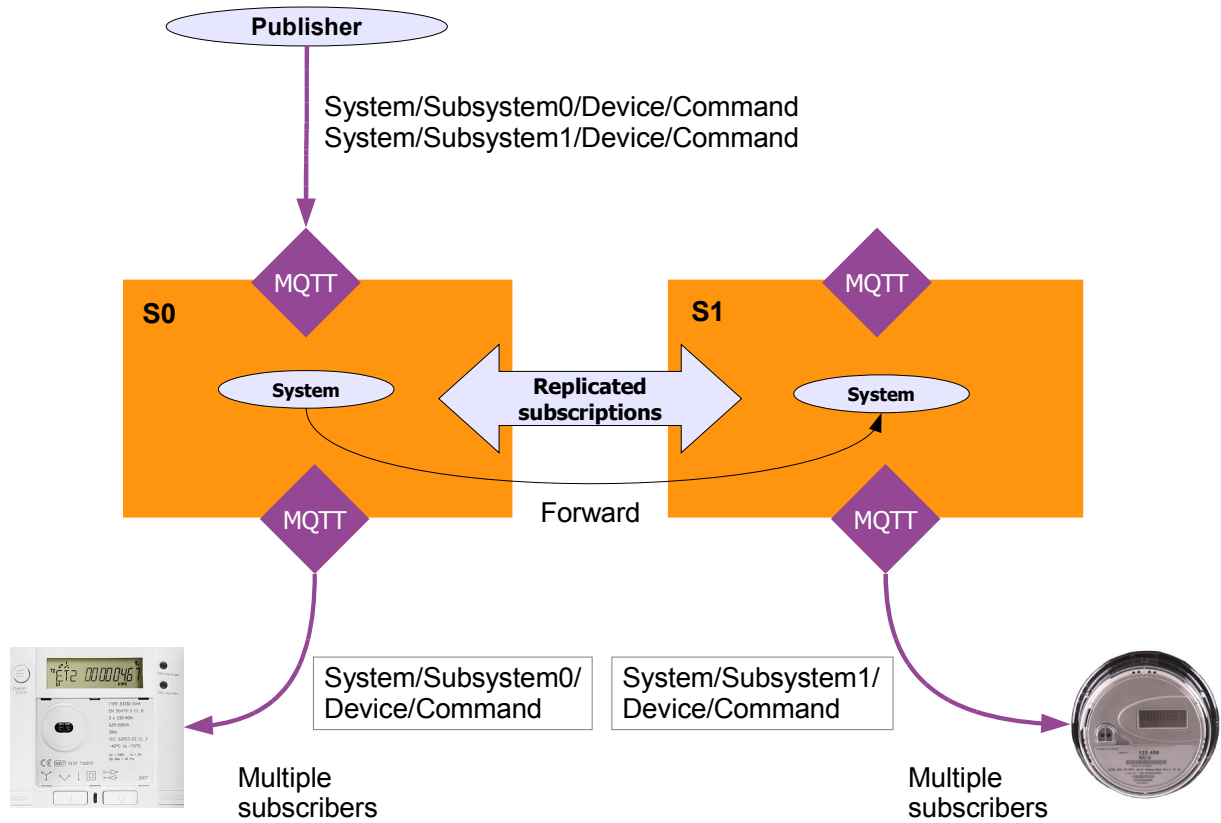 Publisher
System/Subsystem0/Device/Command
System/Subsystem1/Device/Command
MQTT
MQTT
S0
S1
System
Replicated
subscriptions
System
MQTT
Forward
MQTT
System/Subsystem0/
Device/Command
System/Subsystem1/
Device/Command
Multiple
subscribers
Multiple
subscribers